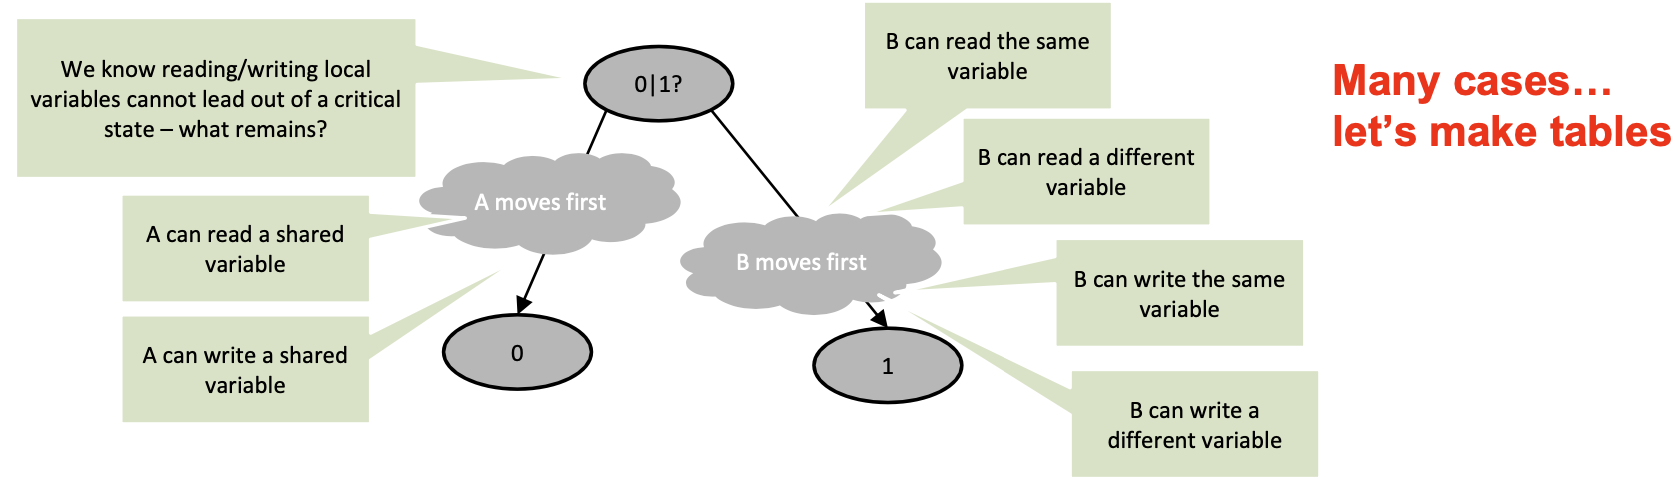 We know reading/writing local
variables cannot lead out of a critical
state – what remains?
0|1?
B can read the same
variable
Many cases…
let’s make tables
B can read a different
variable
A moves first
A can read a shared
variable
B moves first
B can write the same
variable
A can write a shared
variable
0
1
B can write a
different variable